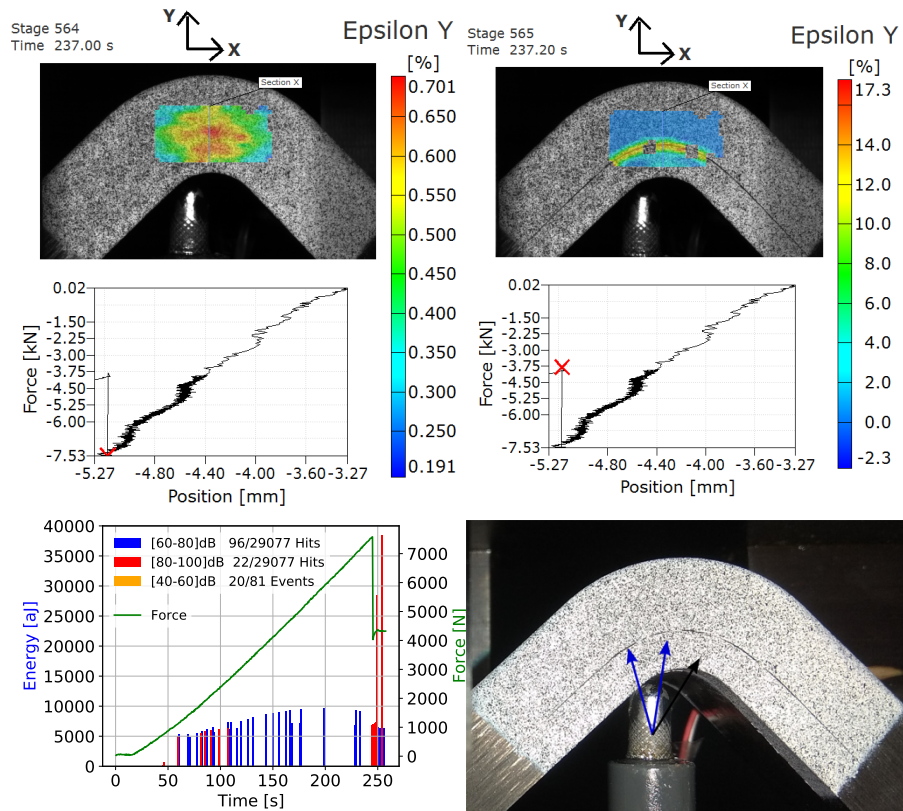 Stage 564
Time 237.00 s
Y
X
Epsilon Y
[%]
Section X
0.701
0.650
0.600
0.550
0.500
0.450
0.400
0.350
0.300
0.250
0.191
Force [kN]
0.02
-1.50
-2.25
-3.00
-3.75
-4.50
-5.25
-6.00
-7.53
-5.27 -4.80 -4.40 -4.00 -3.60 -3.27
Position [mm]
Stage 565
Time 237.20 s
Y
X
Epsilon Y
[%]
Section X
17.3
14.0
12.0
10.0
8.0
6.0
4.0
2.0
0.0
-2.3
Force [kN]
0.02
-1.50
-2.25
-3.00
-3.75
-4.50
-5.25
-6.00
-7.53
-5.27 -4.80 -4.00 -3.60 -3.27
Position [mm]
Energy [aJ]
40000
35000
30000
25000
20000
15000
10000
5000
0
[60-80]dB 96/29077 Hits
[80-100]dB 22/29077 Hits
[40-60]dB 20/81 Events
Force
7000
6000
5000
4000
3000
2000
1000
0
Force [N]
0 50 100 150 200 250
Time [s]